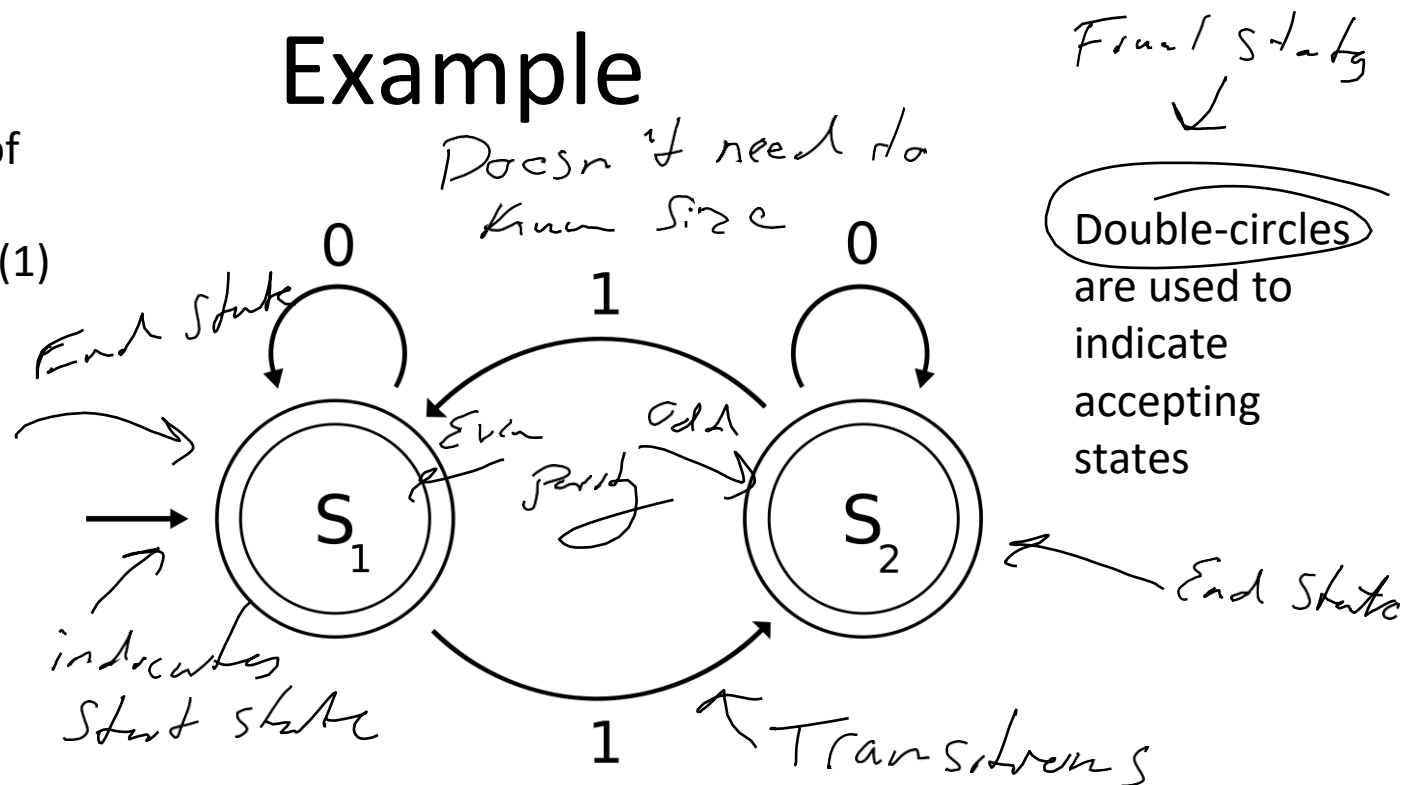 Example
Final state
of
Doesn't need to
know size
(1)
Double-circles
are used to
indicate
accepting
states
0
0
1
End state
Even
odd
parity
S1
S2
End state
indicates
Start state
1
Transitions